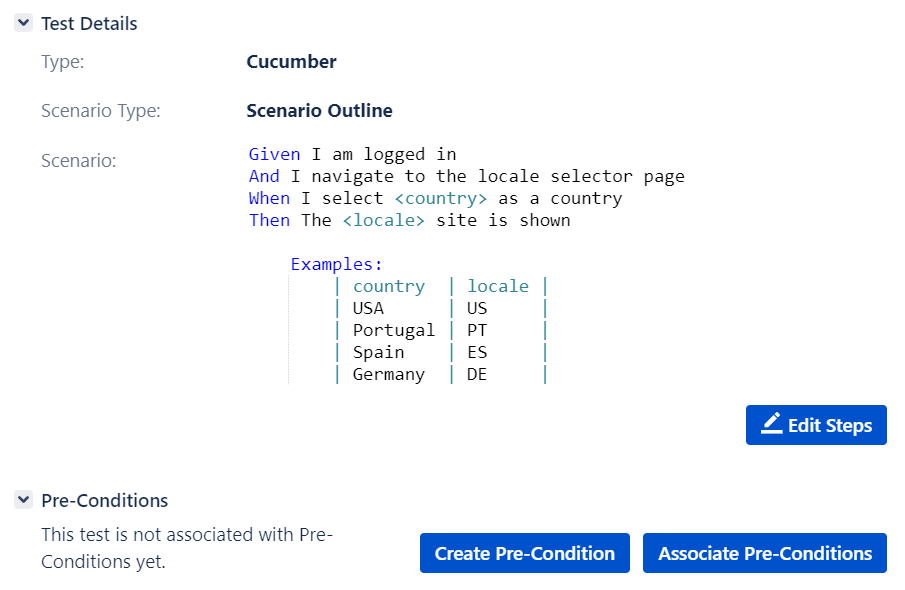 Test Details
Type: Cucumber
Scenario Type: Scenario Outline
Scenario: Given I am logged in
And I navigate to the locale selector page
When I select <country> as a country
Then The <locale> site is shown
Examples:
| country | locale |
| USA | US |
| Portugal | PT |
| Spain | ES |
| Germany | DE |
Edit Steps
Pre-Conditions
This test is not associated with Pre-
Conditions yet.
Create Pre-Condition Associate Pre-Conditions